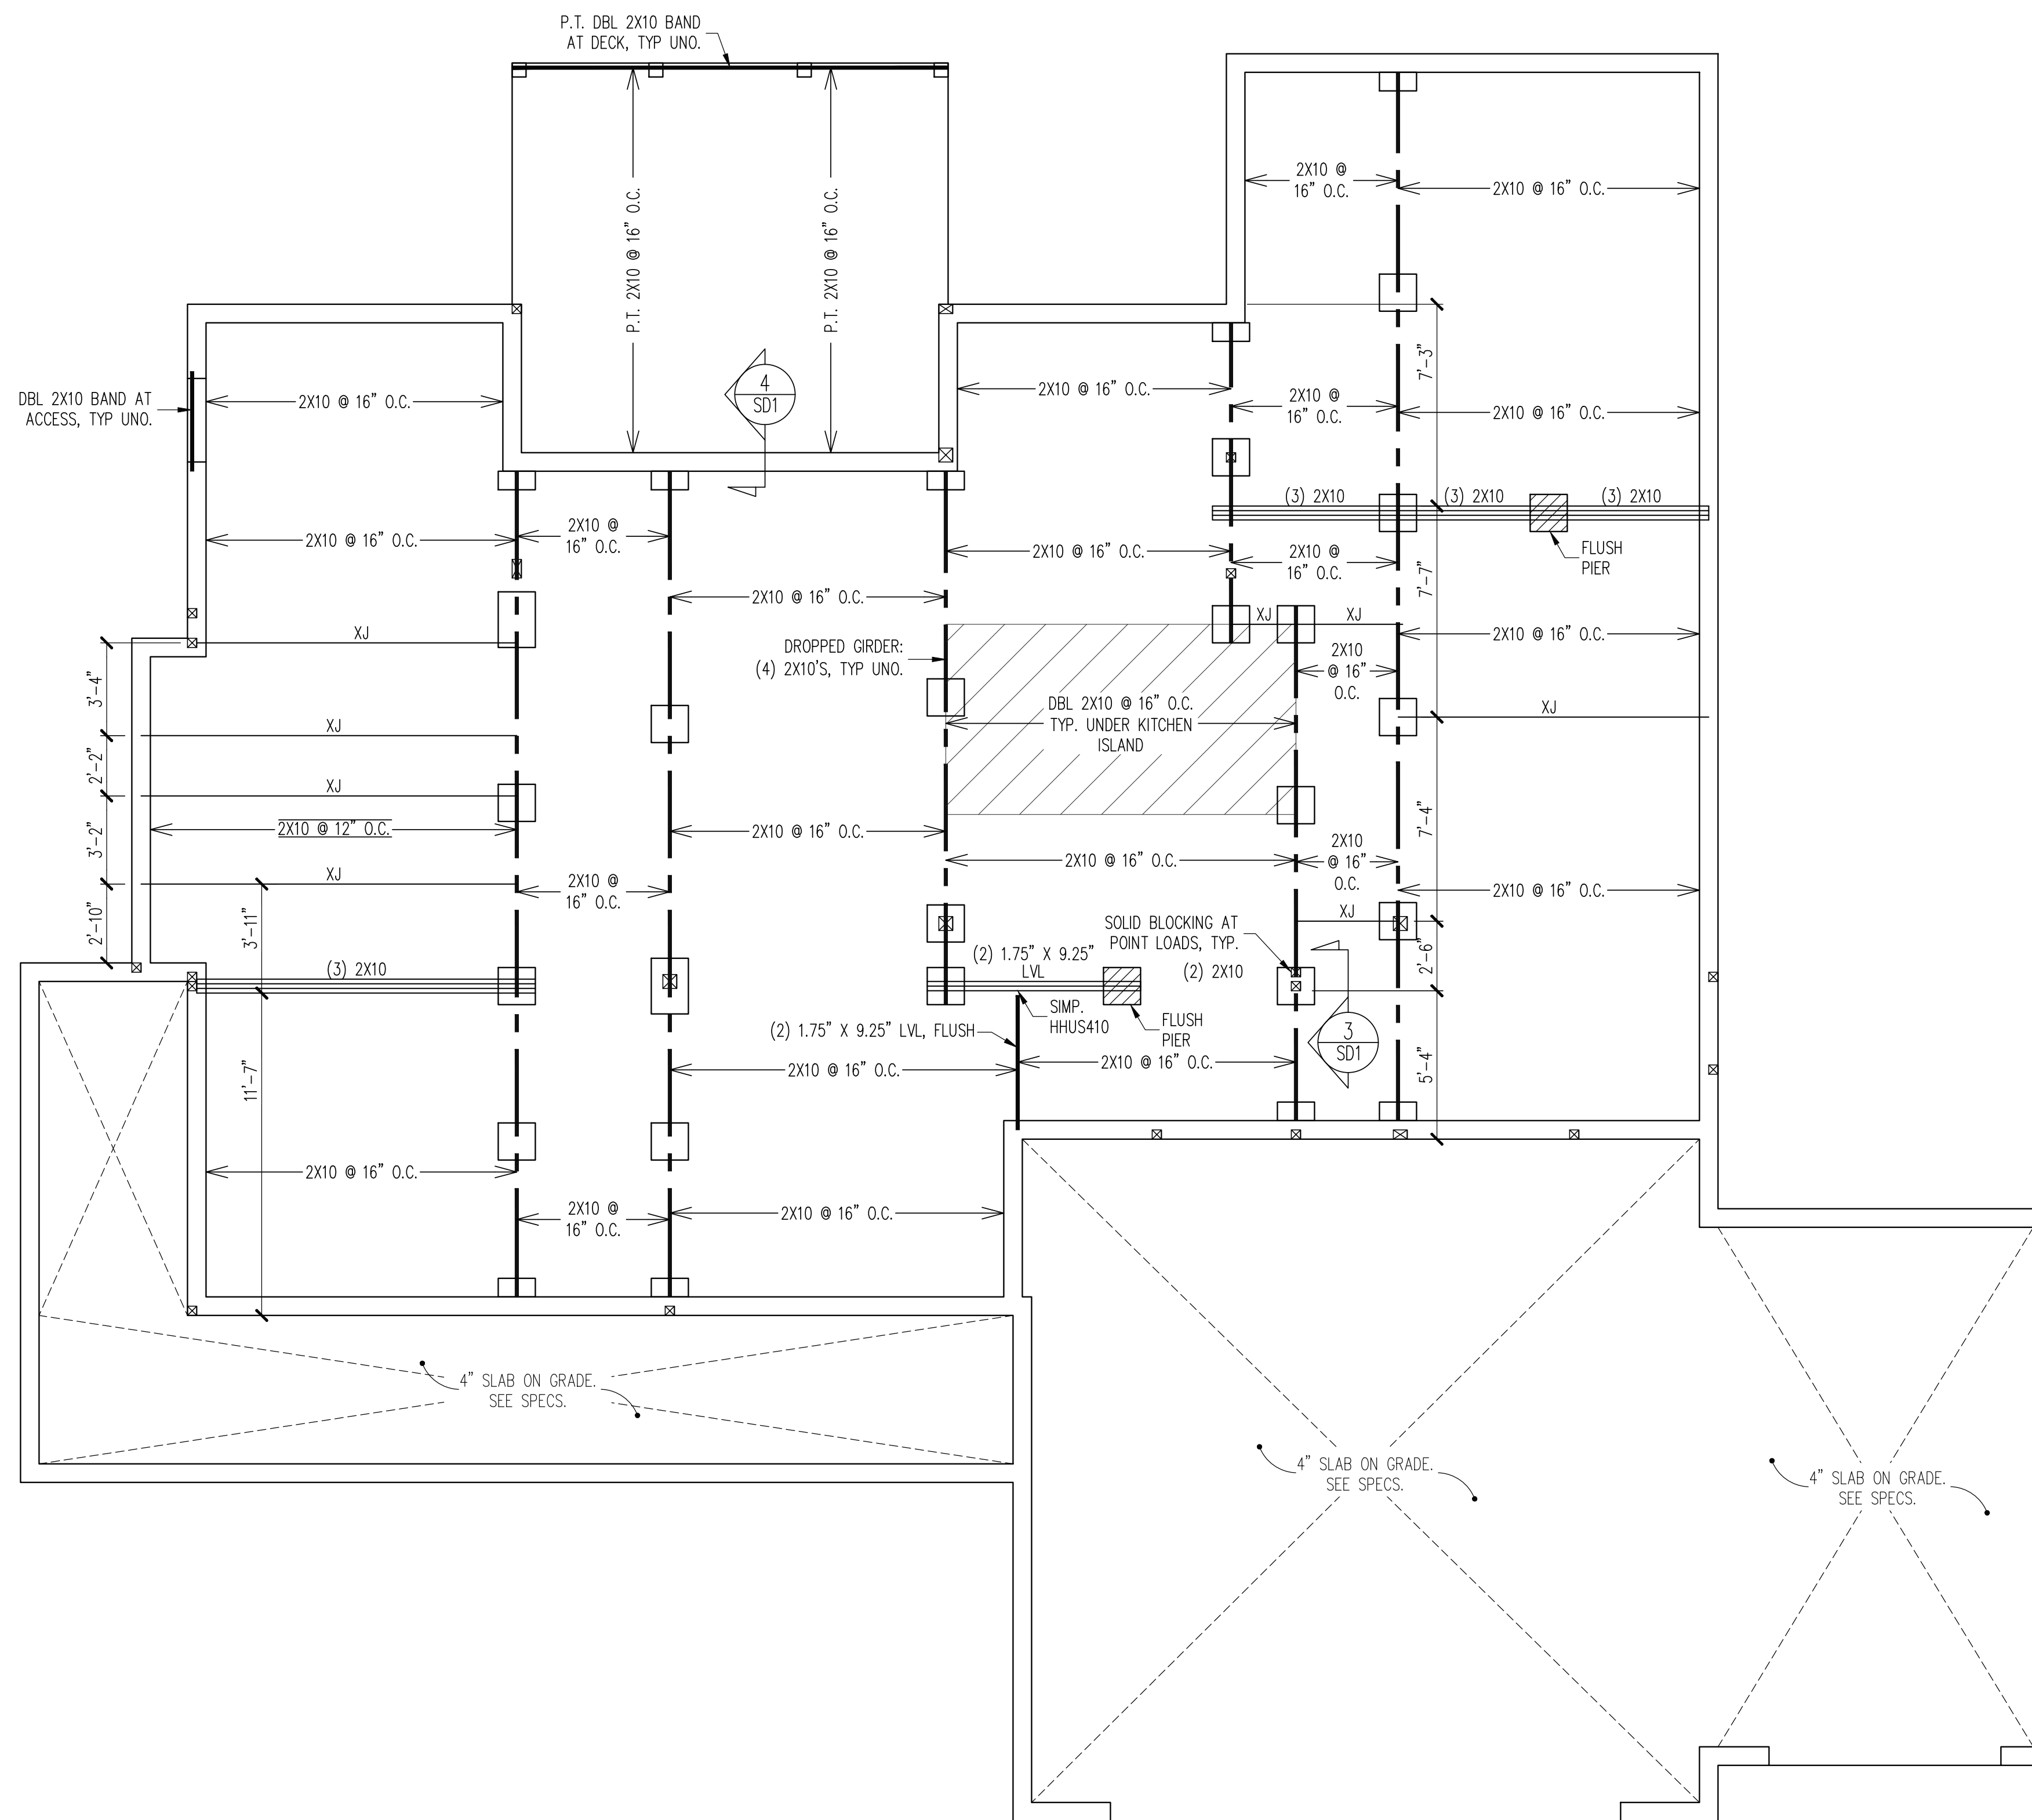 P.T. DBL 2X10 BAND
AT DECK, TYP UNO.
P.T. 2X10 @ 16" O.C.
P.T. 2X10 @ 16" O.C.
2X10 @
16" O.C.
2X10 @ 16" O.C.
7'-3"
DBL 2X10 BAND AT
ACCESS, TYP UNO.
2X10 @ 16" O.C.
4
SD1
2X10 @ 16" O.C.
2X10 @
16" O.C.
2X10 @ 16" O.C.
(3) 2X10
(3) 2X10
(3) 2X10
FLUSH
PIER
2X10 @ 16" O.C.
2X10 @
16" O.C.
2X10 @ 16" O.C.
2X10 @
16" O.C.
7'-7"
2X10 @ 16" O.C.
XJ
XJ
XJ
2X10 @ 16" O.C.
DROPPED GIRDER:
(4) 2X10'S, TYP UNO.
2X10
@ 16"
O.C.
3'-4"
DBL 2X10 @ 16" O.C.
TYP. UNDER KITCHEN
ISLAND
XJ
XJ
2'-2"
XJ
2X10 @ 12" O.C.
3'-2"
2X10 @ 16" O.C.
7'-4"
2X10 @ 16" O.C.
2X10
@ 16"
O.C.
2X10 @ 16" O.C.
XJ
2X10 @
16" O.C.
2'-10"
3'-11"
XJ
SOLID BLOCKING AT
POINT LOADS, TYP.
2'-6"
(3) 2X10
(2) 1.75" X 9.25"
LVL
(2) 2X10
SIMP.
HHUS410
FLUSH
PIER
(2) 1.75" X 9.25" LVL, FLUSH
3
SD1
2X10 @ 16" O.C.
2X10 @ 16" O.C.
5'-4"
11'-7"
2X10 @ 16" O.C.
2X10 @
16" O.C.
2X10 @ 16" O.C.
4" SLAB ON GRADE.
SEE SPECS.
4" SLAB ON GRADE.
SEE SPECS.
4" SLAB ON GRADE.
SEE SPECS.